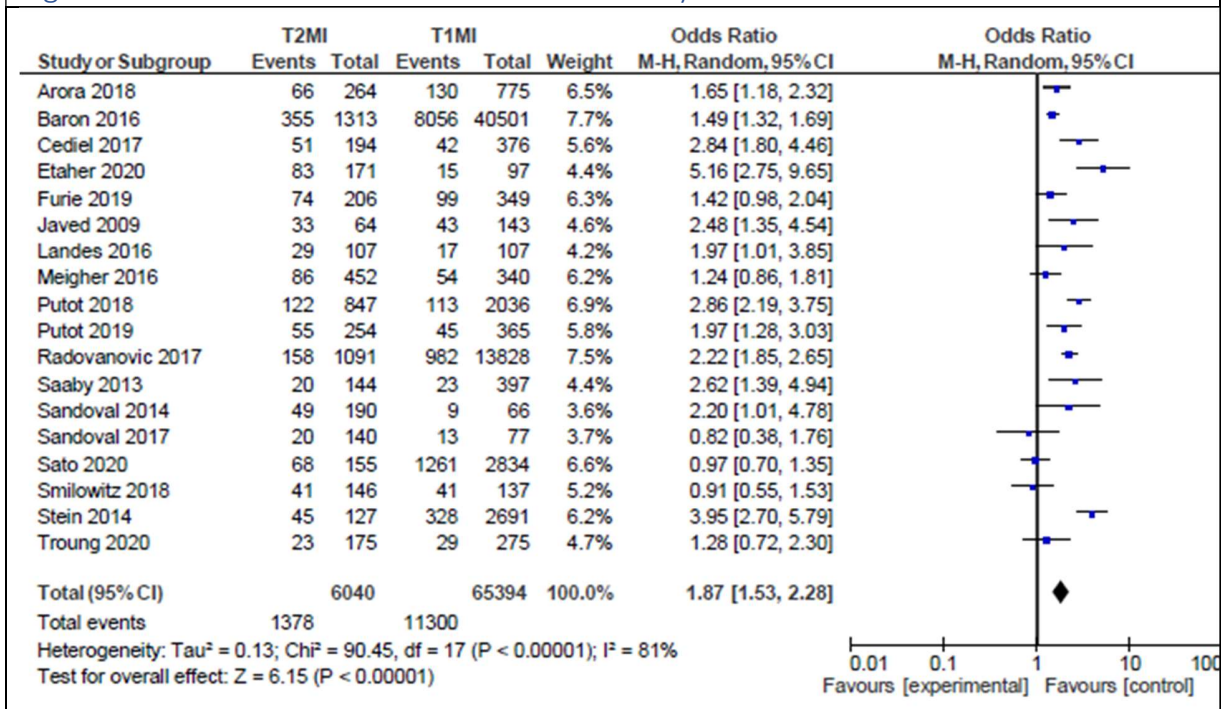 T2MI T1MI Odds Ratio Odds Ratio
Study or Subgroup Events Total Events Total Weight M-H, Random, 95% CI M-H, Random, 95% CI
Arora 2018 66 264 130 775 6.5% 1.65 [1.18, 2.32]
Baron 2016 355 1313 8056 40501 7.7% 1.49 [1.32, 1.69]
Cediel 2017 51 194 42 376 5.6% 2.84 [1.80, 4.46]
Etaher 2020 83 171 15 97 4.4% 5.16 [2.75, 9.65]
Furie 2019 74 206 99 349 6.3% 1.42 [0.98, 2.04]
Javed 2009 33 64 43 143 4.6% 2.48 [1.35, 4.54]
Landes 2016 29 107 17 107 4.2% 1.97 [1.01, 3.85]
Meigher 2016 86 452 54 340 6.2% 1.24 [0.86, 1.81]
Putot 2018 122 847 113 2036 6.9% 2.86 [2.19, 3.75]
Putot 2019 55 254 45 365 5.8% 1.97 [1.28, 3.03]
Radovanovic 2017 158 1091 982 13828 7.5% 2.22 [1.85, 2.65]
Saaby 2013 20 144 23 397 4.4% 2.62 [1.39, 4.94]
Sandoval 2014 49 190 9 66 3.6% 2.20 [1.01, 4.78]
Sandoval 2017 20 140 13 77 3.7% 0.82 [0.38, 1.76]
Sato 2020 68 155 1261 2834 6.6% 0.97 [0.70, 1.35]
Smilowitz 2018 41 146 41 137 5.2% 0.91 [0.55, 1.53]
Stein 2014 45 127 328 2691 6.2% 3.95 [2.70, 5.79]
Troung 2020 23 175 29 275 4.7% 1.28 [0.72, 2.30]
Total (95% CI) 6040 65394 100.0% 1.87 [1.53, 2.28]
Total events 1378 11300
Heterogeneity: Tau² = 0.13; Chi² = 90.45, df = 17 (P < 0.00001); I² = 81%
Test for overall effect: Z = 6.15 (P < 0.00001)
0.01 0.1 1 10 100
Favours [experimental] Favours [control]